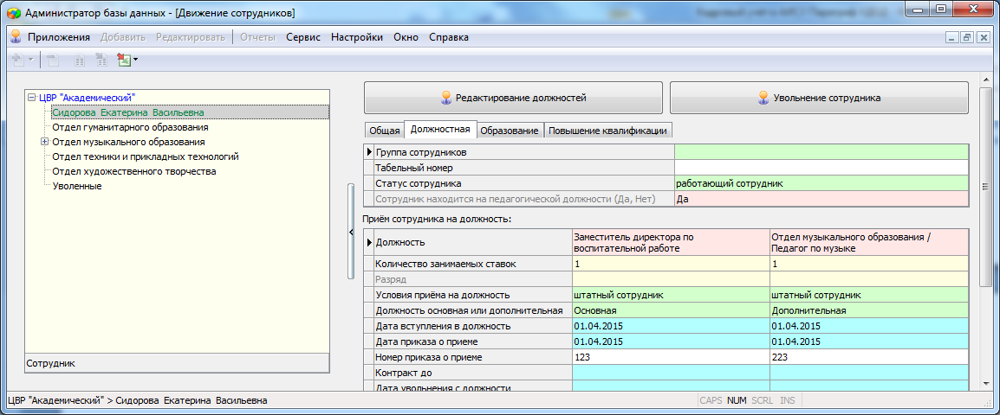 Администратор базы данных - [Движение сотрудников]
Приложения Добавить Редактировать Отчеты Сервис Настройки Окно Справка
ЦВР "Академический"
Сидорова Екатерина Васильевна
Отдел гуманитарного образования
Отдел музыкального образования
Отдел техники и прикладных технологий
Отдел художественного творчества
Уволенные
Сотрудник
Редактирование должностей Увольнение сотрудника
Общая Должностная Образование Повышение квалификации
Группа сотрудников
Табельный номер
Статус сотрудника работающий сотрудник
Сотрудник находится на педагогической должности (Да, Нет) Да
Приём сотрудника на должность:
Должность Заместитель директора по воспитательной работе Отдел музыкального образования / Педагог по музыке
Количество занимаемых ставок 1 1
Разряд
Условия приёма на должность штатный сотрудник штатный сотрудник
Должность основная или дополнительная Основная Дополнительная
Дата вступления в должность 01.04.2015 01.04.2015
Дата приказа о приеме 01.04.2015 01.04.2015
Номер приказа о приеме 123 223
Контракт до
Дата увольнения с должности
ЦВР "Академический" > Сидорова Екатерина Васильевна CAPS NUM SCRL INS